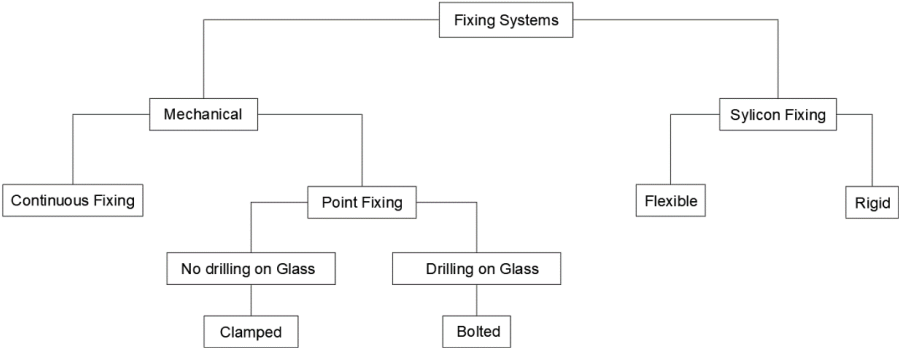 Fixing Systems
Mechanical
Sylicon Fixing
Continuous Fixing
Point Fixing
Flexible
Rigid
No drilling on Glass
Drilling on Glass
Clamped
Bolted